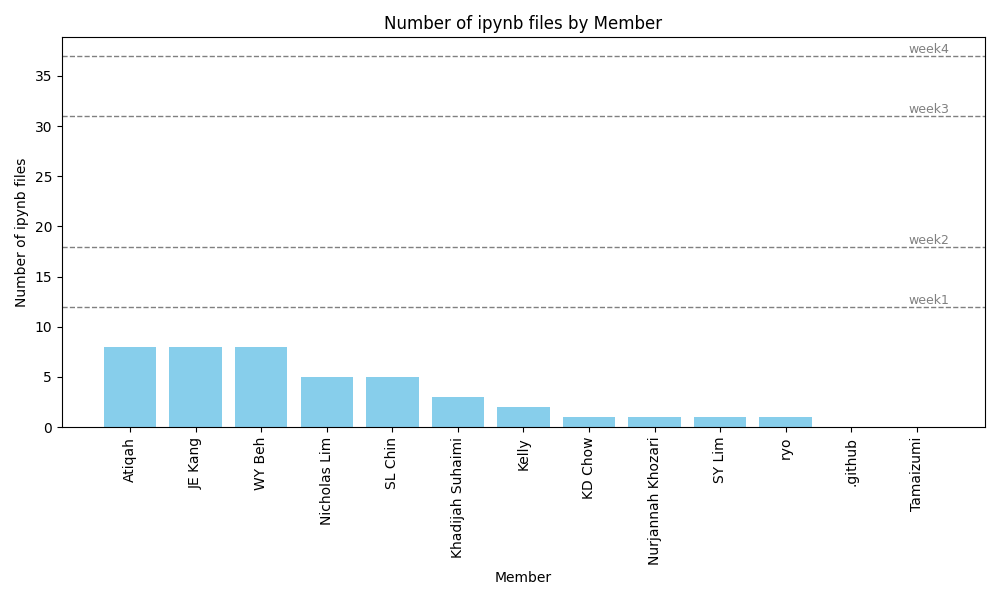 Number of ipynb files by Member
week4
35
week3
30
25
20
week2
15
week1
10
5
0
Number of ipynb files
Atiqah
JE Kang
WY Beh
Nicholas Lim
SL Chin
Khadijah Suhaimi
Kelly
KD Chow
Nurjannah Khozari
SY Lim
ryo
.github
Tamaizumi
Member